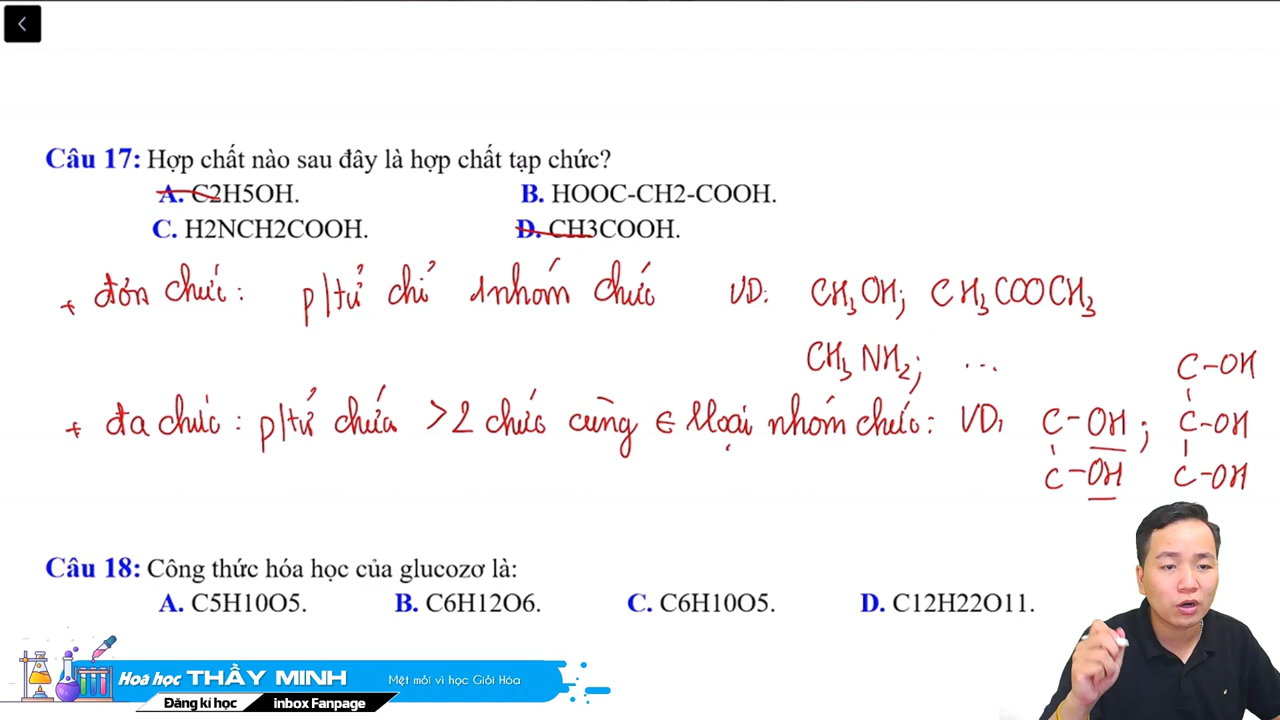 Câu 17: Hợp chất nào sau đây là hợp chất tạp chức?
A. C2H5OH. B. HOOC-CH2-COOH.
C. H2NCH2COOH. D. CH3COOH.
+ đơn chức: p/tử chỉ 1 nhóm chức VD: CH3OH; CH3COOCH3
CH3NH2; ...
+ đa chức: p/tử chứa >2 chức cùng ∈ 1 loại nhóm chức: VD: C-OH; C-OH
C-OH C-OH
C-OH
Câu 18: Công thức hóa học của glucozơ là:
A. C5H10O5. B. C6H12O6. C. C6H10O5. D. C12H22O11.
Hoá học THẦY MINH Mệt mỏi vì học Giỏi Hóa
Đăng kí học inbox Fanpage